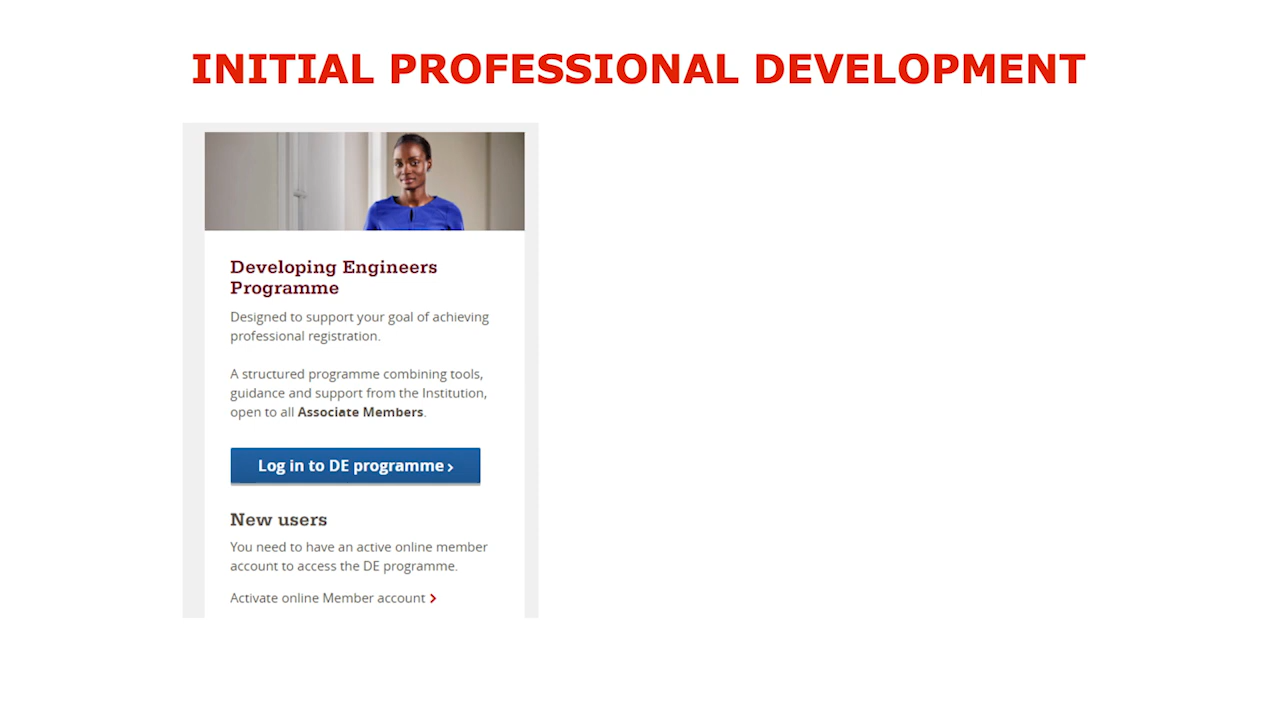 INITIAL PROFESSIONAL DEVELOPMENT
Developing Engineers
Programme
Designed to support your goal of achieving
professional registration.
A structured programme combining tools,
guidance and support from the Institution,
open to all Associate Members.
Log in to DE programme ›
New users
You need to have an active online member
account to access the DE programme.
Activate online Member account ›